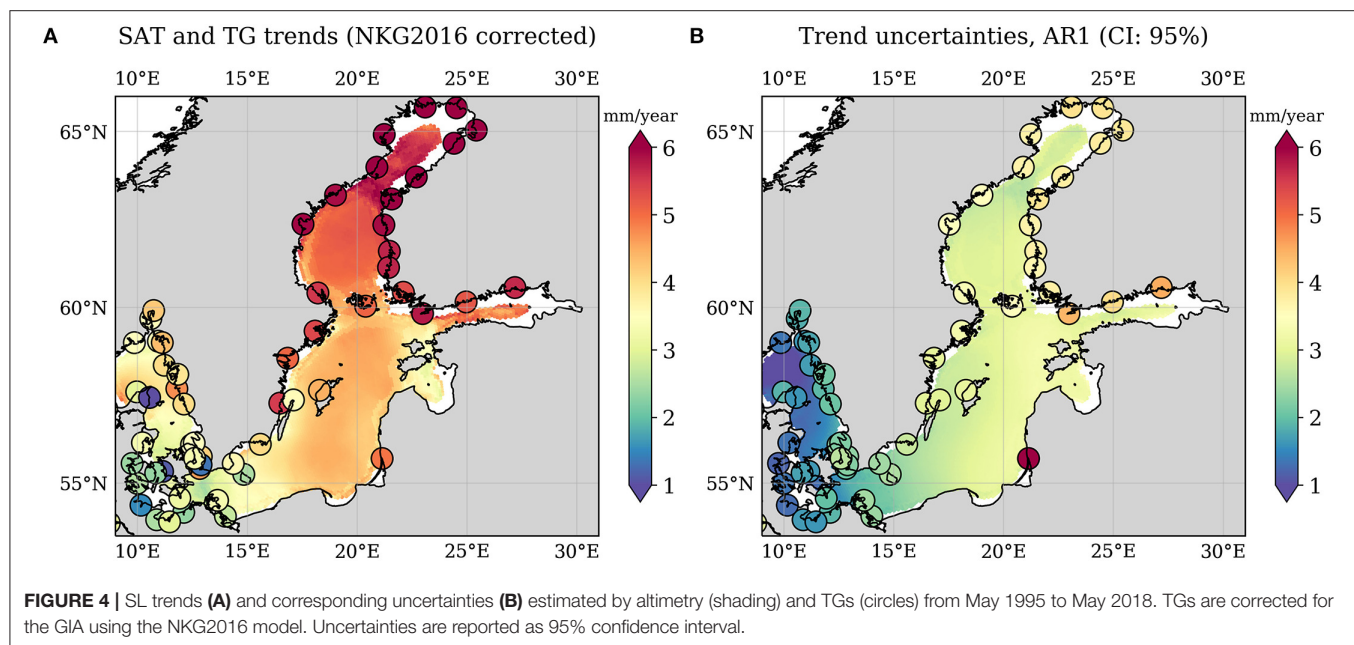 A SAT and TG trends (NKG2016 corrected)
10°E 15°E 20°E 25°E 30°E
65°N
60°N
55°N
10°E 15°E 20°E 25°E 30°E
mm/year
6
5
4
3
2
1
B Trend uncertainties, AR1 (CI: 95%)
10°E 15°E 20°E 25°E 30°E
65°N
60°N
55°N
10°E 15°E 20°E 25°E 30°E
mm/year
6
5
4
3
2
1
FIGURE 4 | SL trends (A) and corresponding uncertainties (B) estimated by altimetry (shading) and TGs (circles) from May 1995 to May 2018. TGs are corrected for
the GIA using the NKG2016 model. Uncertainties are reported as 95% confidence interval.